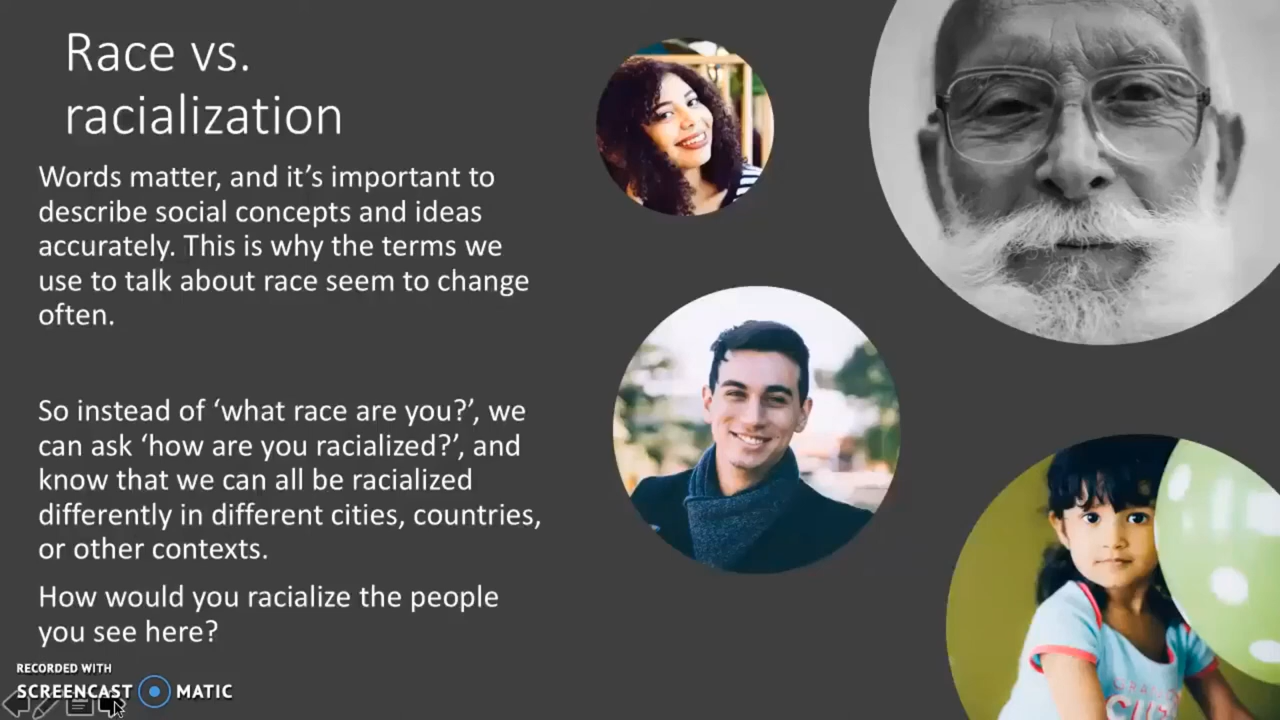 Race vs.
racialization
Words matter, and it’s important to
describe social concepts and ideas
accurately. This is why the terms we
use to talk about race seem to change
often.
So instead of ‘what race are you?’, we
can ask ‘how are you racialized?’, and
know that we can all be racialized
differently in different cities, countries,
or other contexts.
How would you racialize the people
you see here?
RECORDED WITH
SCREENCAST MATIC